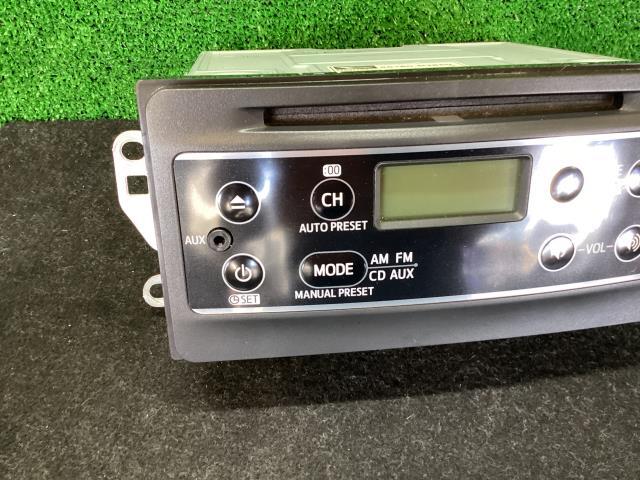 :00
CH
AUTO PRESET
AUX
MODE
AM FM
CD AUX
MANUAL PRESET
SET
-VOL-